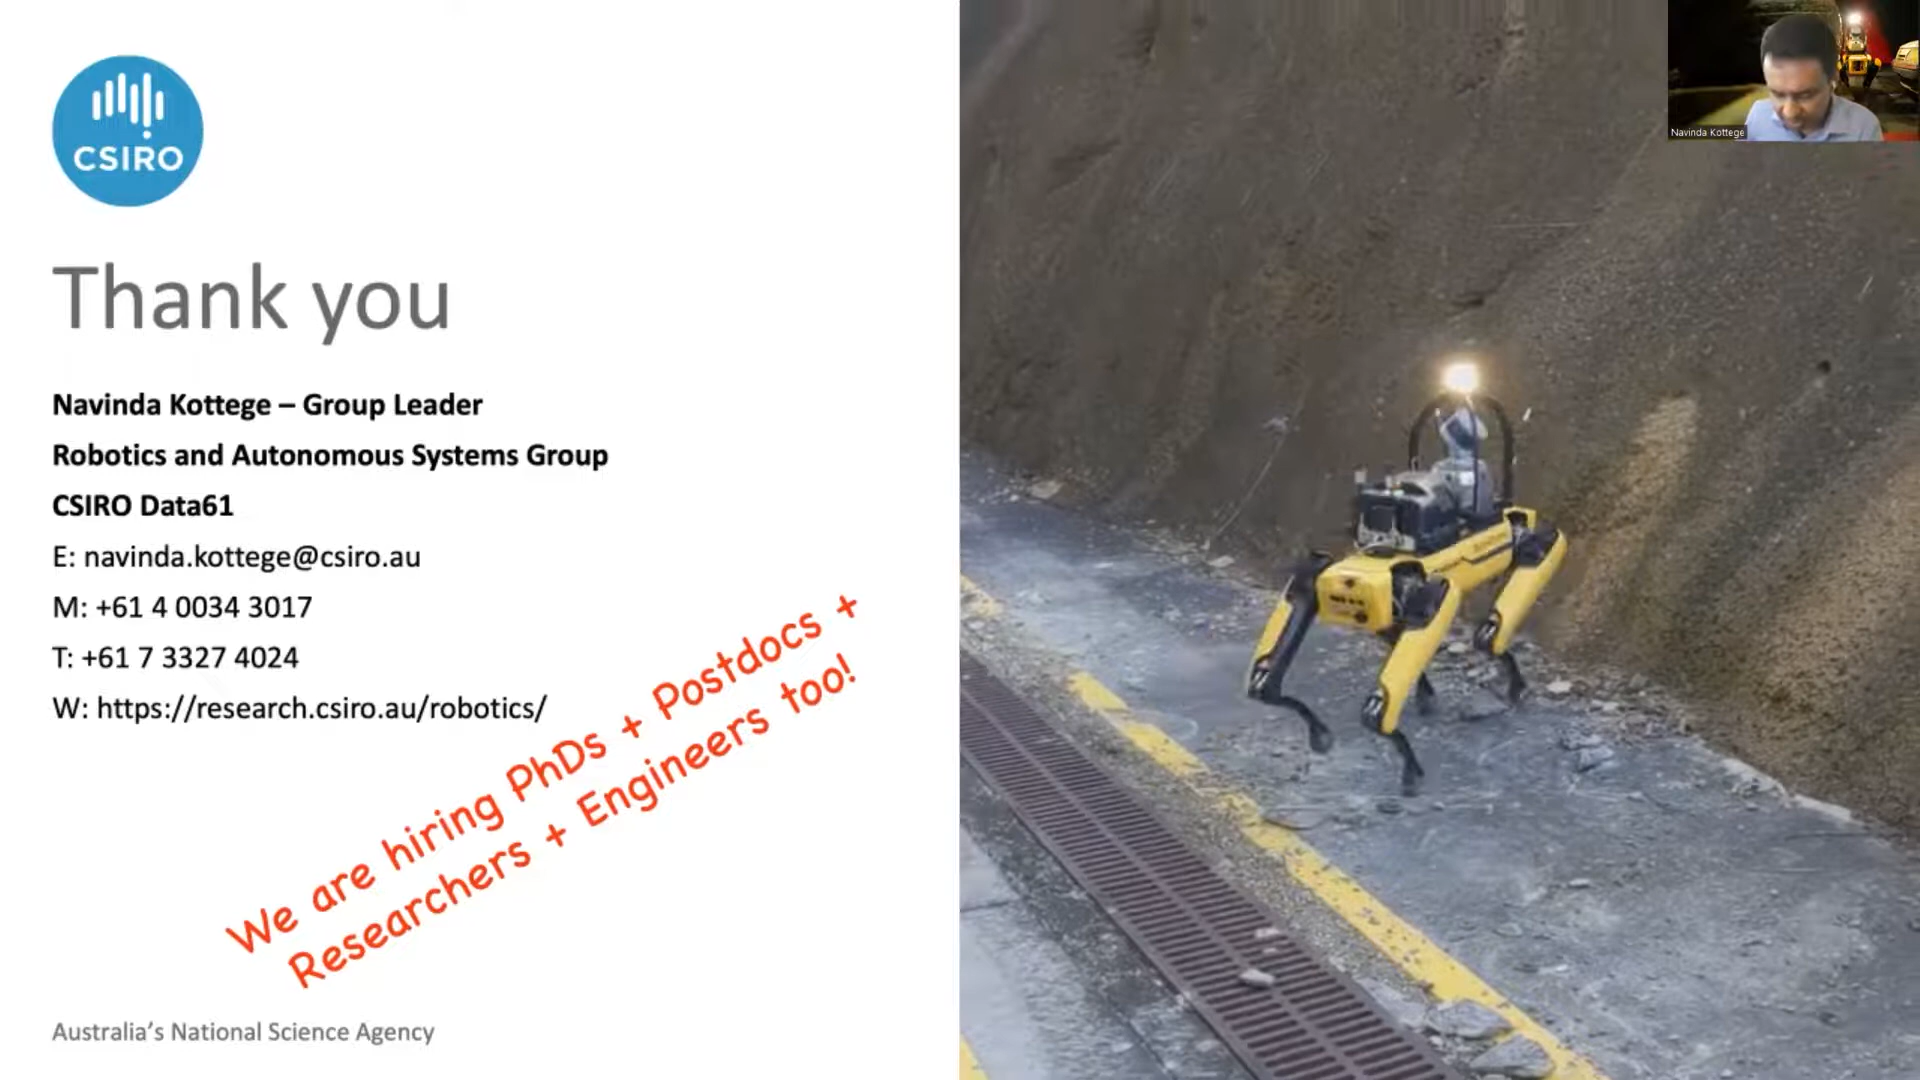 CSIRO
Thank you
Navinda Kottege – Group Leader
Robotics and Autonomous Systems Group
CSIRO Data61
E: navinda.kottege@csiro.au
M: +61 4 0034 3017
T: +61 7 3327 4024
W: https://research.csiro.au/robotics/
We are hiring PhDs + Postdocs +
Researchers + Engineers too!
Australia's National Science Agency
Navinda Kottege